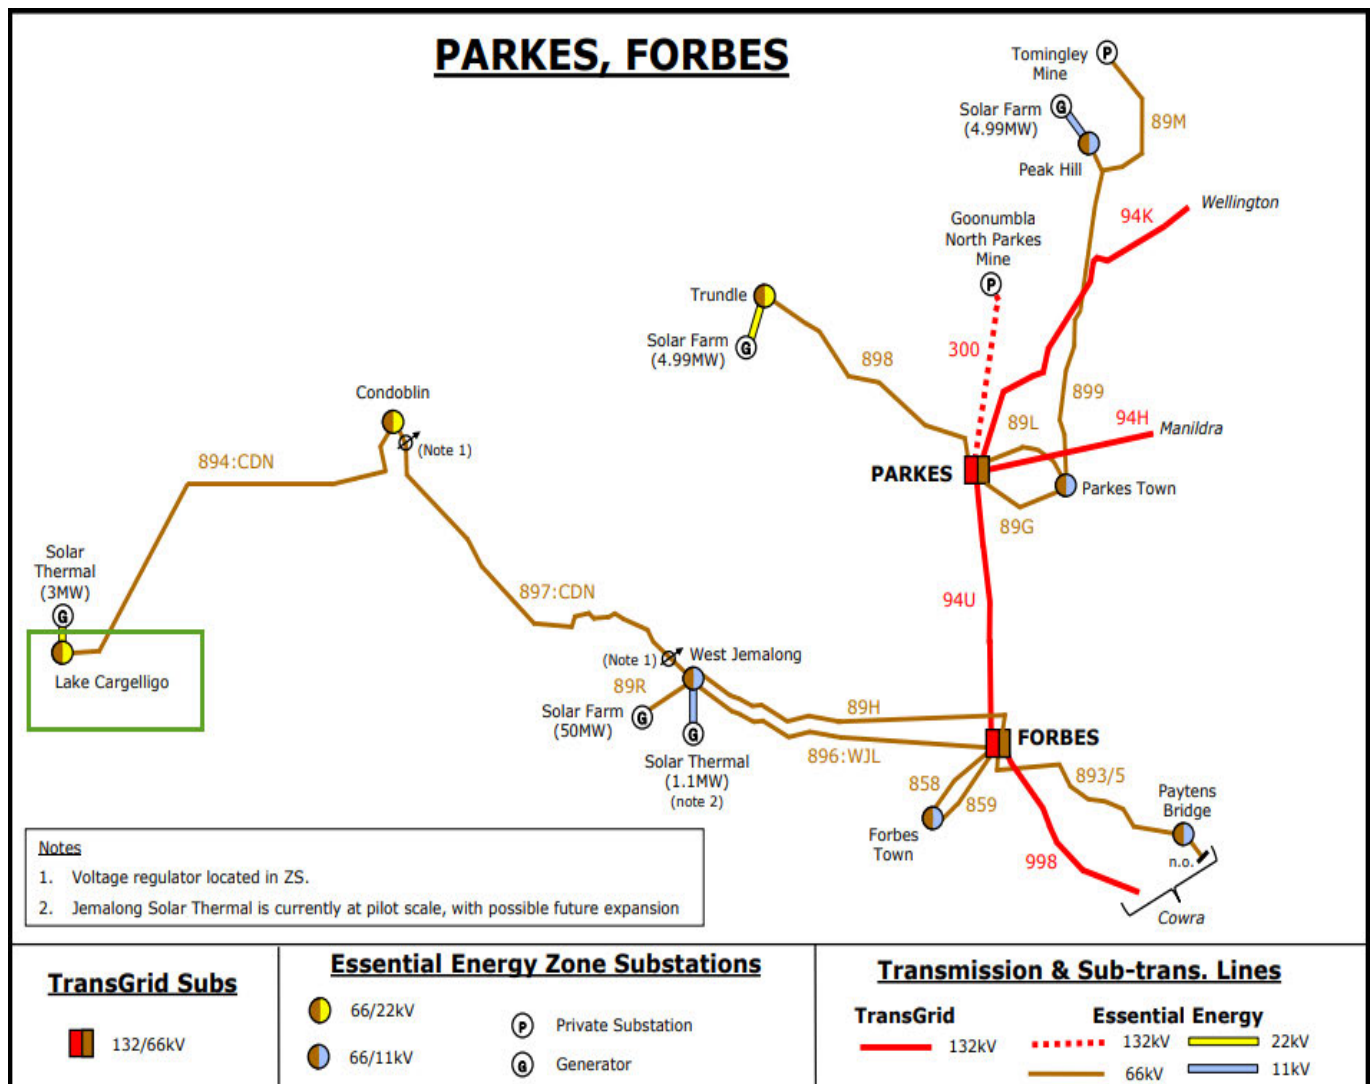 PARKES, FORBES
Tomingley
Mine
P
Solar Farm
(4.99MW)
G
89M
Peak Hill
Goonumbla
North Parkes
Mine
P
94K
Wellington
Trundle
Solar Farm
(4.99MW)
G
898
300
899
89L
94H
Manildra
Condoblin
(Note 1)
894:CDN
PARKES
Parkes Town
89G
Solar
Thermal
(3MW)
G
Lake Cargelligo
897:CDN
94U
(Note 1)
West Jemalong
89R
Solar Farm
(50MW)
G
G
Solar Thermal
(1.1MW)
(note 2)
89H
896:WJL
FORBES
858
859
Forbes
Town
893/5
Paytens
Bridge
n.o.
998
Cowra
Notes
1. Voltage regulator located in ZS.
2. Jemalong Solar Thermal is currently at pilot scale, with possible future expansion
TransGrid Subs
132/66kV
Essential Energy Zone Substations
66/22kV
P Private Substation
66/11kV
G Generator
Transmission & Sub-trans. Lines
TransGrid
Essential Energy
132kV
132kV
22kV
66kV
11kV